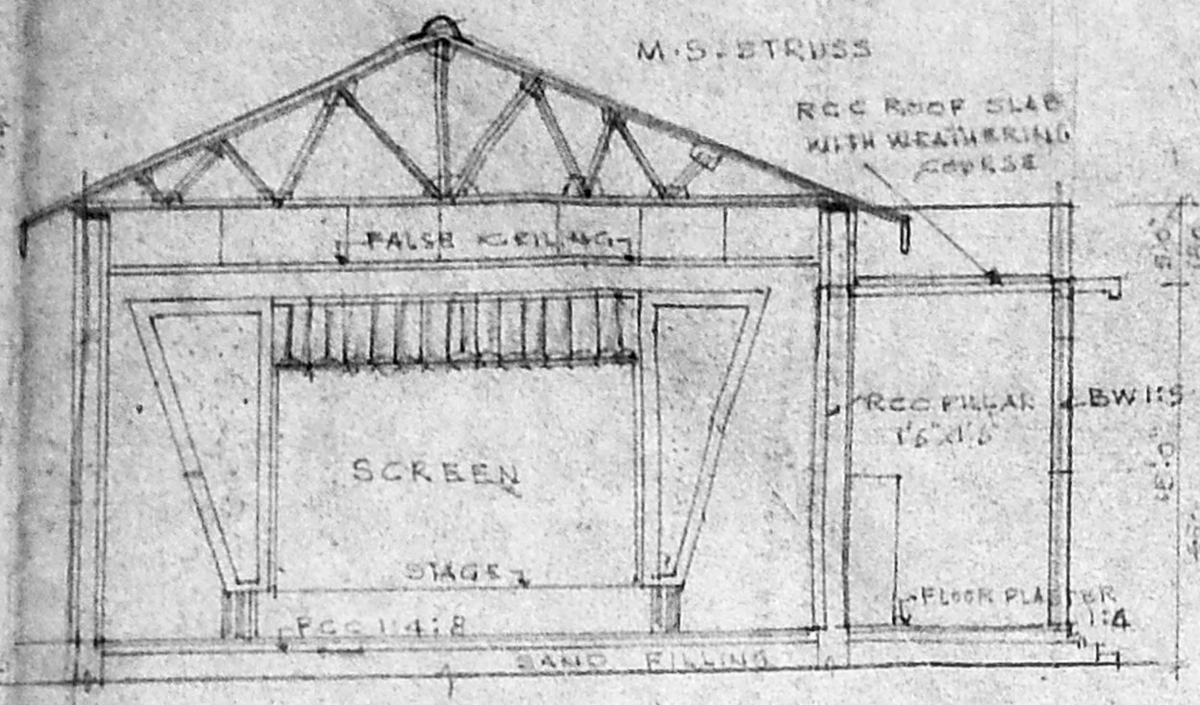 M.S. STRUSS
RCC ROOF SLAB
WITH WEATHERING
COURSE
FALSE CEILING
RCC PILLAR
1'6"x1'6"
BW 1:5
SCREEN
STAGE
FLOOR PLASTER
1:4
PCC 1:4:8
SAND FILLING